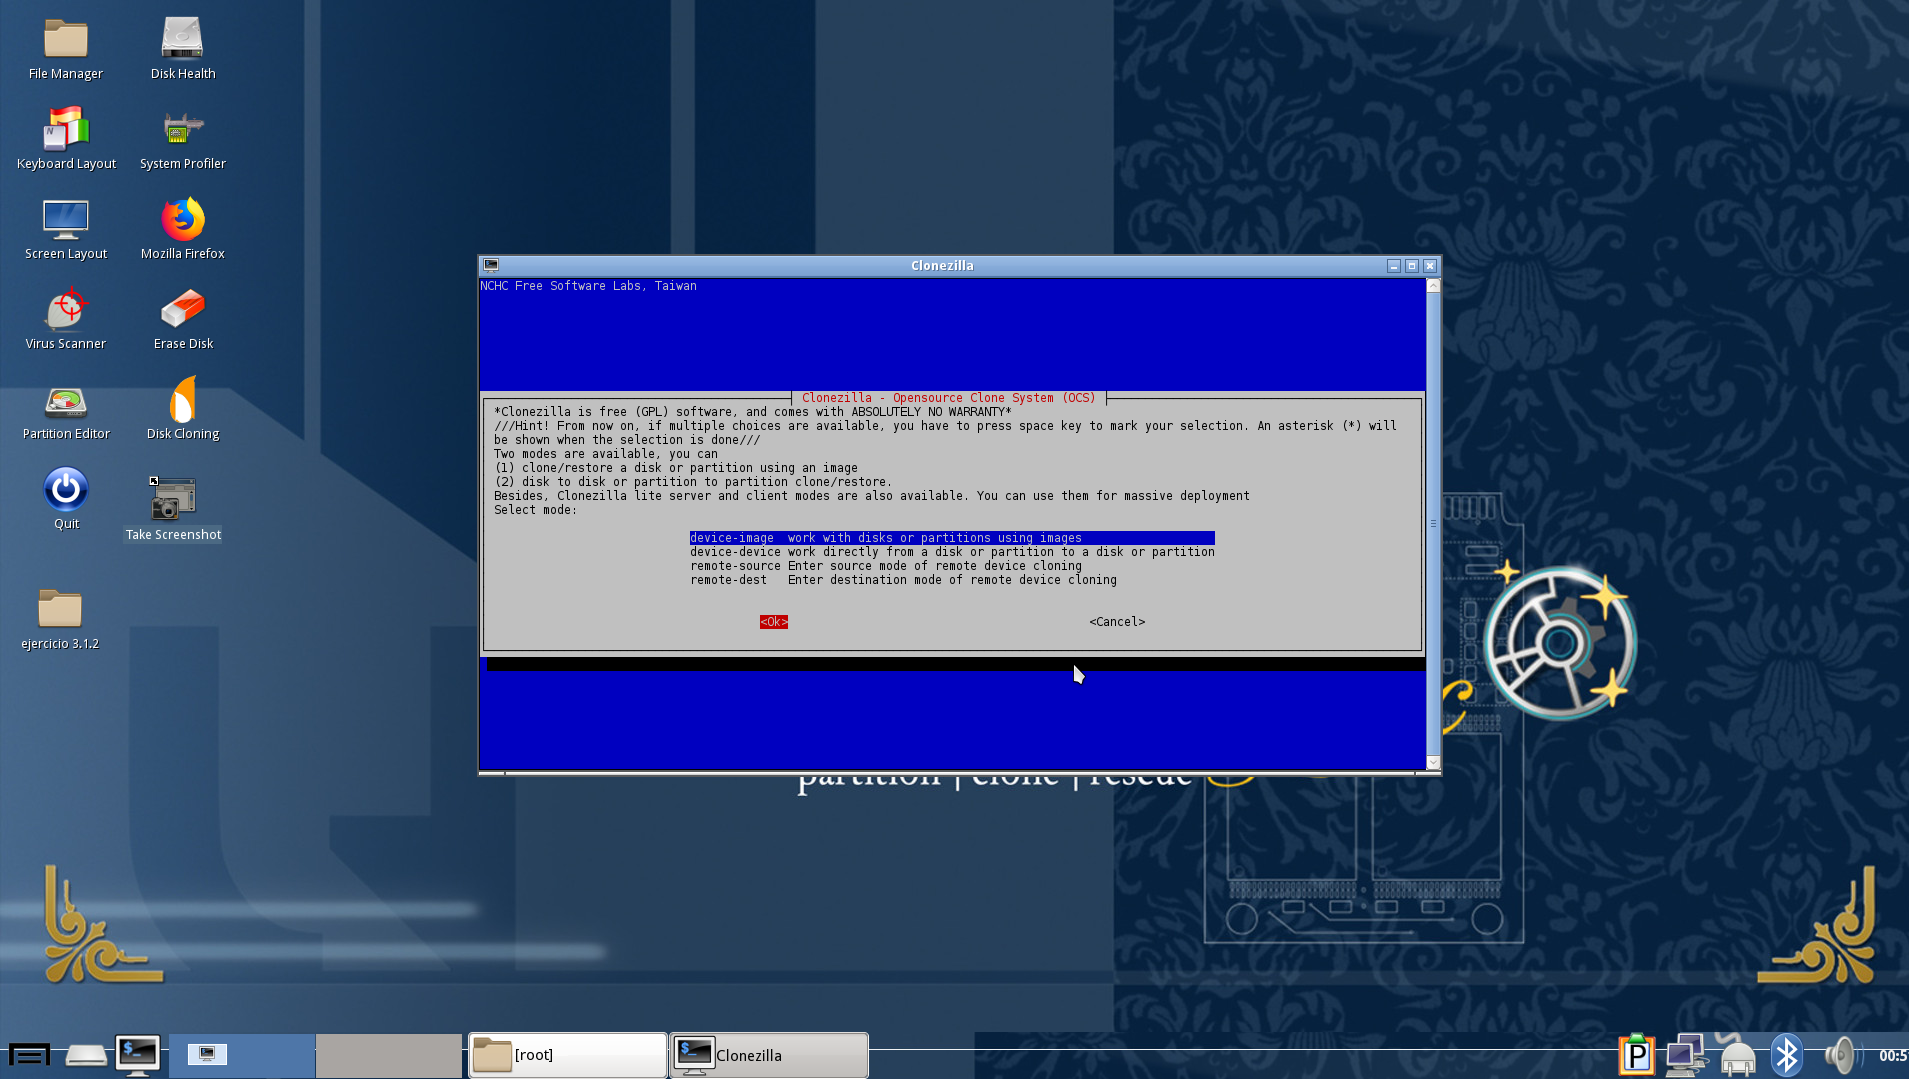 File Manager
Disk Health
Keyboard Layout
N
System Profiler
Screen Layout
Mozilla Firefox
Virus Scanner
Erase Disk
Partition Editor
Disk Cloning
Quit
Take Screenshot
ejercicio 3.1.2
Clonezilla
NCHC Free Software Labs, Taiwan
Clonezilla - Opensource Clone System (OCS)
*Clonezilla is free (GPL) software, and comes with ABSOLUTELY NO WARRANTY*
///Hint! From now on, if multiple choices are available, you have to press space key to mark your selection. An asterisk (*) will
be shown when the selection is done///
Two modes are available, you can
(1) clone/restore a disk or partition using an image
(2) disk to disk or partition to partition clone/restore.
Besides, Clonezilla lite server and client modes are also available. You can use them for massive deployment
Select mode:
device-image work with disks or partitions using images
device-device work directly from a disk or partition to a disk or partition
remote-source Enter source mode of remote device cloning
remote-dest Enter destination mode of remote device cloning
<Ok> <Cancel>
partition | clone | rescue
$_
[root]
$_
Clonezilla
P
00:5